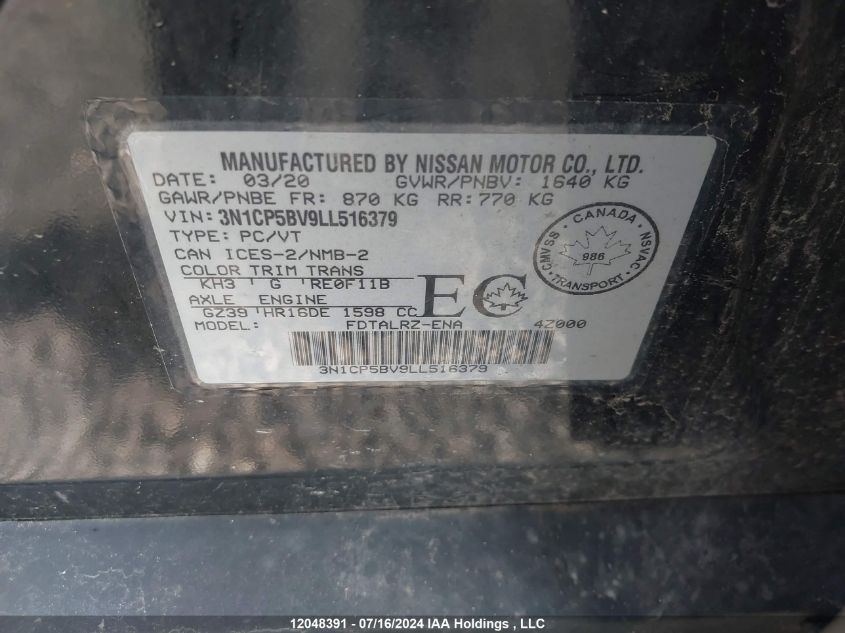 MANUFACTURED BY NISSAN MOTOR CO., LTD.
DATE: 03/20 GVWR/PNBV: 1640 KG
GAWR/PNBE FR: 870 KG RR: 770 KG
VIN: 3N1CP5BV9LL516379
TYPE: PC/VT
CAN ICES-2/NMB-2
COLOR TRIM TRANS
KH3 ' G 'RE0F11B
AXLE ENGINE
GZ39 'HR16DE 1598 CC
MODEL: FDTALRZ-ENA 4Z000
EC
CANADA
CMVSS 986 NSVAC
TRANSPORT
3N1CP5BV9LL516379
12048391 - 07/16/2024 IAA Holdings , LLC